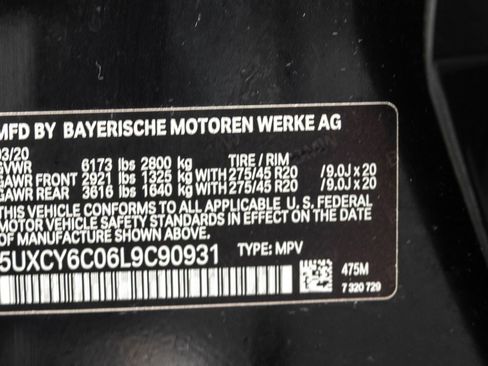 MFD BY BAYERISCHE MOTOREN WERKE AG
03/20
GVWR 6173 lbs 2800 kg TIRE / RIM
GAWR FRONT 2921 lbs 1325 kg WITH 275/45 R20 /9.0J x 20
GAWR REAR 3616 lbs 1640 kg WITH 275/45 R20 /9.0J x 20
THIS VEHICLE CONFORMS TO ALL APPLICABLE U. S. FEDERAL
MOTOR VEHICLE SAFETY STANDARDS IN EFFECT ON THE
DATE OF MANUFACTURE SHOWN ABOVE.
5UXCY6C06L9C90931 TYPE: MPV
475M
7 320 729